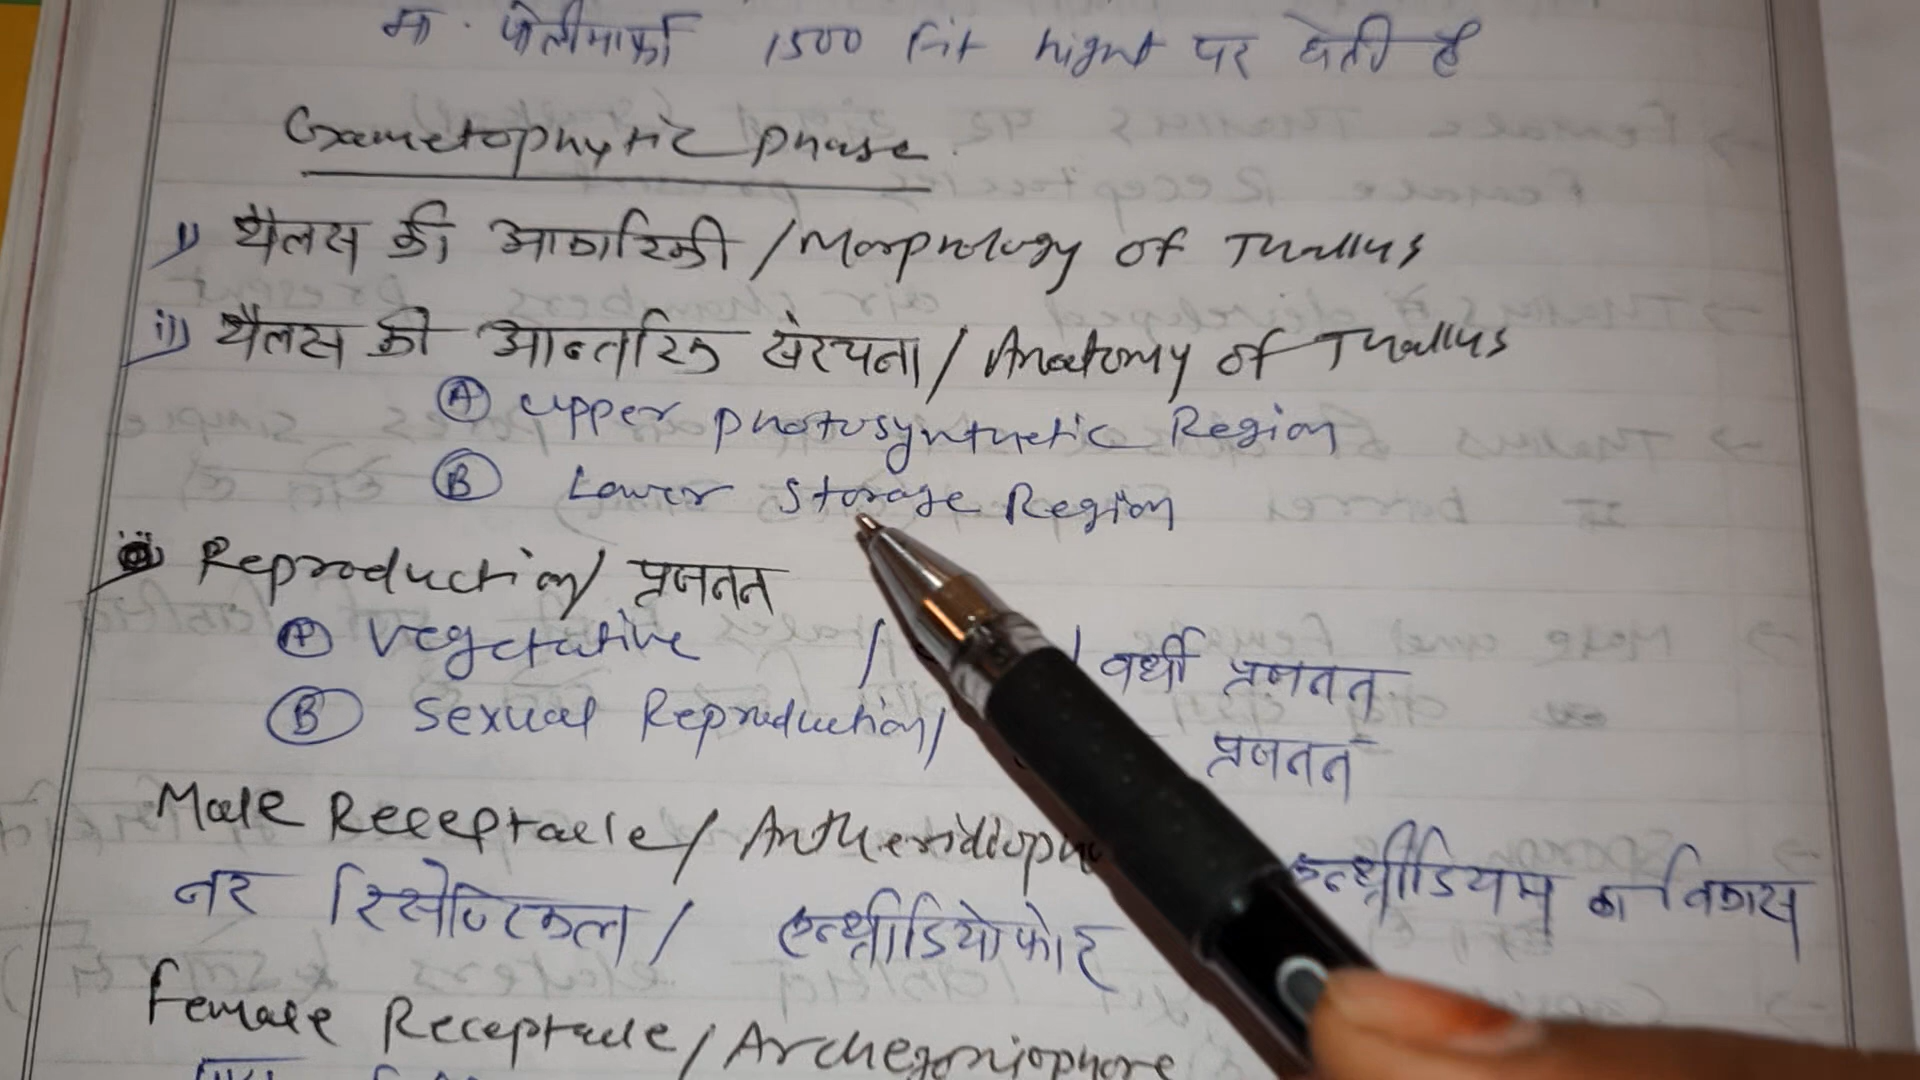 मा. पोलीमार्फा 1500 fit hight पर होती है
Gametophytic phase.
i) थैलस की आकारिकी / Morphology of Thallus
ii) थैलस की आन्तरिक संरचना / Anatomy of Thallus
(A) Upper photosynthetic Region
(B) Lower Storage Region
iii) Reproduction / प्रजनन
(A) Vegetative / / वर्धी प्रजनन
(B) Sexual Reproduction / प्रजनन
Male Receptacle / Antheridioph
नर रिसेप्टिकल / एन्थ्रीडियोफोर एन्थ्रीडियम का विकास
Female Receptacle / Archegoniophore